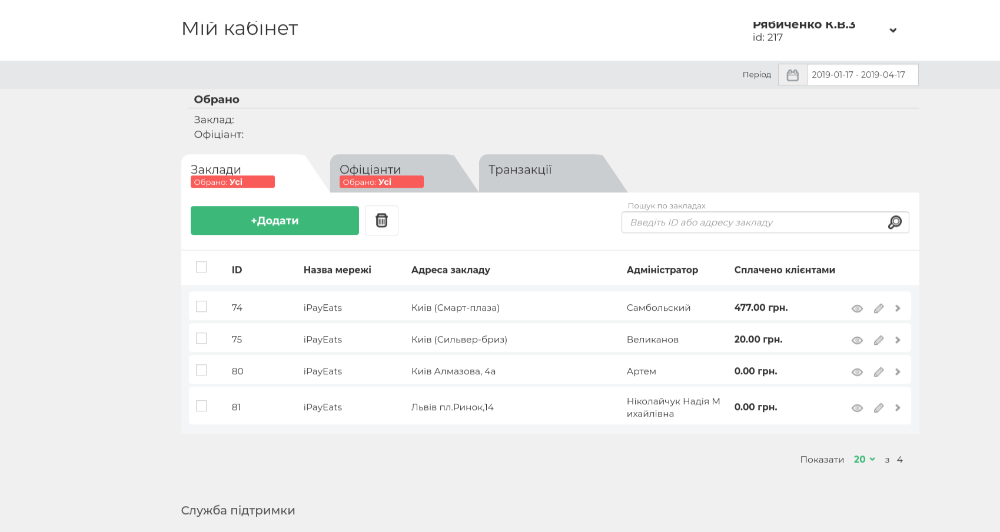 Мій кабінет
Рябиченко К.В.3
id: 217
Період
2019-01-17 - 2019-04-17
Обрано
Заклад:
Офіціант:
Заклади
Обрано: Усі
Офіціанти
Обрано: Усі
Транзакції
+Додати
Пошук по закладах
Введіть ID або адресу закладу
ID Назва мережі Адреса закладу Адміністратор Сплачено клієнтами
74 iPayEats Київ (Смарт-плаза) Самбольский 477.00 грн.
75 iPayEats Київ (Сильвер-бриз) Великанов 20.00 грн.
80 iPayEats Київ Алмазова, 4а Артем 0.00 грн.
81 iPayEats Львів пл.Ринок,14 Ніколайчук Надія М
ихайлівна 0.00 грн.
Показати 20 з 4
Служба підтримки